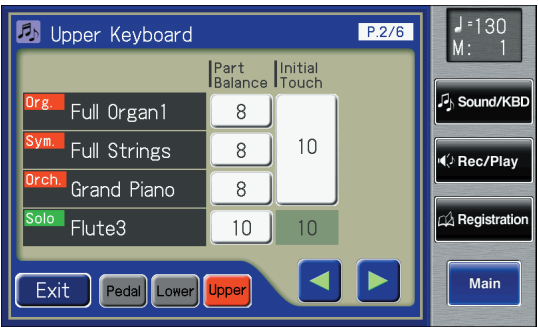 Upper Keyboard
P.2/6
♩=130
M: 1
Part Balance
Initial Touch
Org. Full Organ1 8
Sym. Full Strings 8 10
Orch. Grand Piano 8
Solo Flute3 10 10
Exit Pedal Lower Upper
Sound/KBD
Rec/Play
Registration
Main